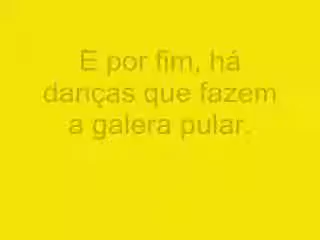 E por fim, há
danças que fazem
a galera pular.